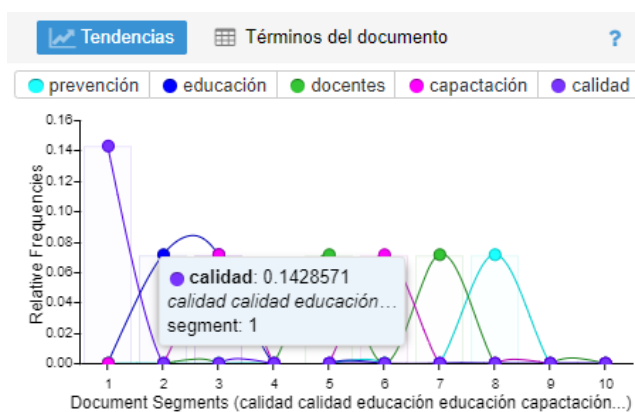 Tendencias Términos del documento ?
prevención educación docentes capactación calidad
0.16
0.14
0.12
0.10
0.08
0.06
0.04
0.02
0.00
Relative Frequencies
calidad: 0.1428571
calidad calidad educación...
segment: 1
1 2 3 4 5 6 7 8 9 10
Document Segments (calidad calidad educación educación capactación...)